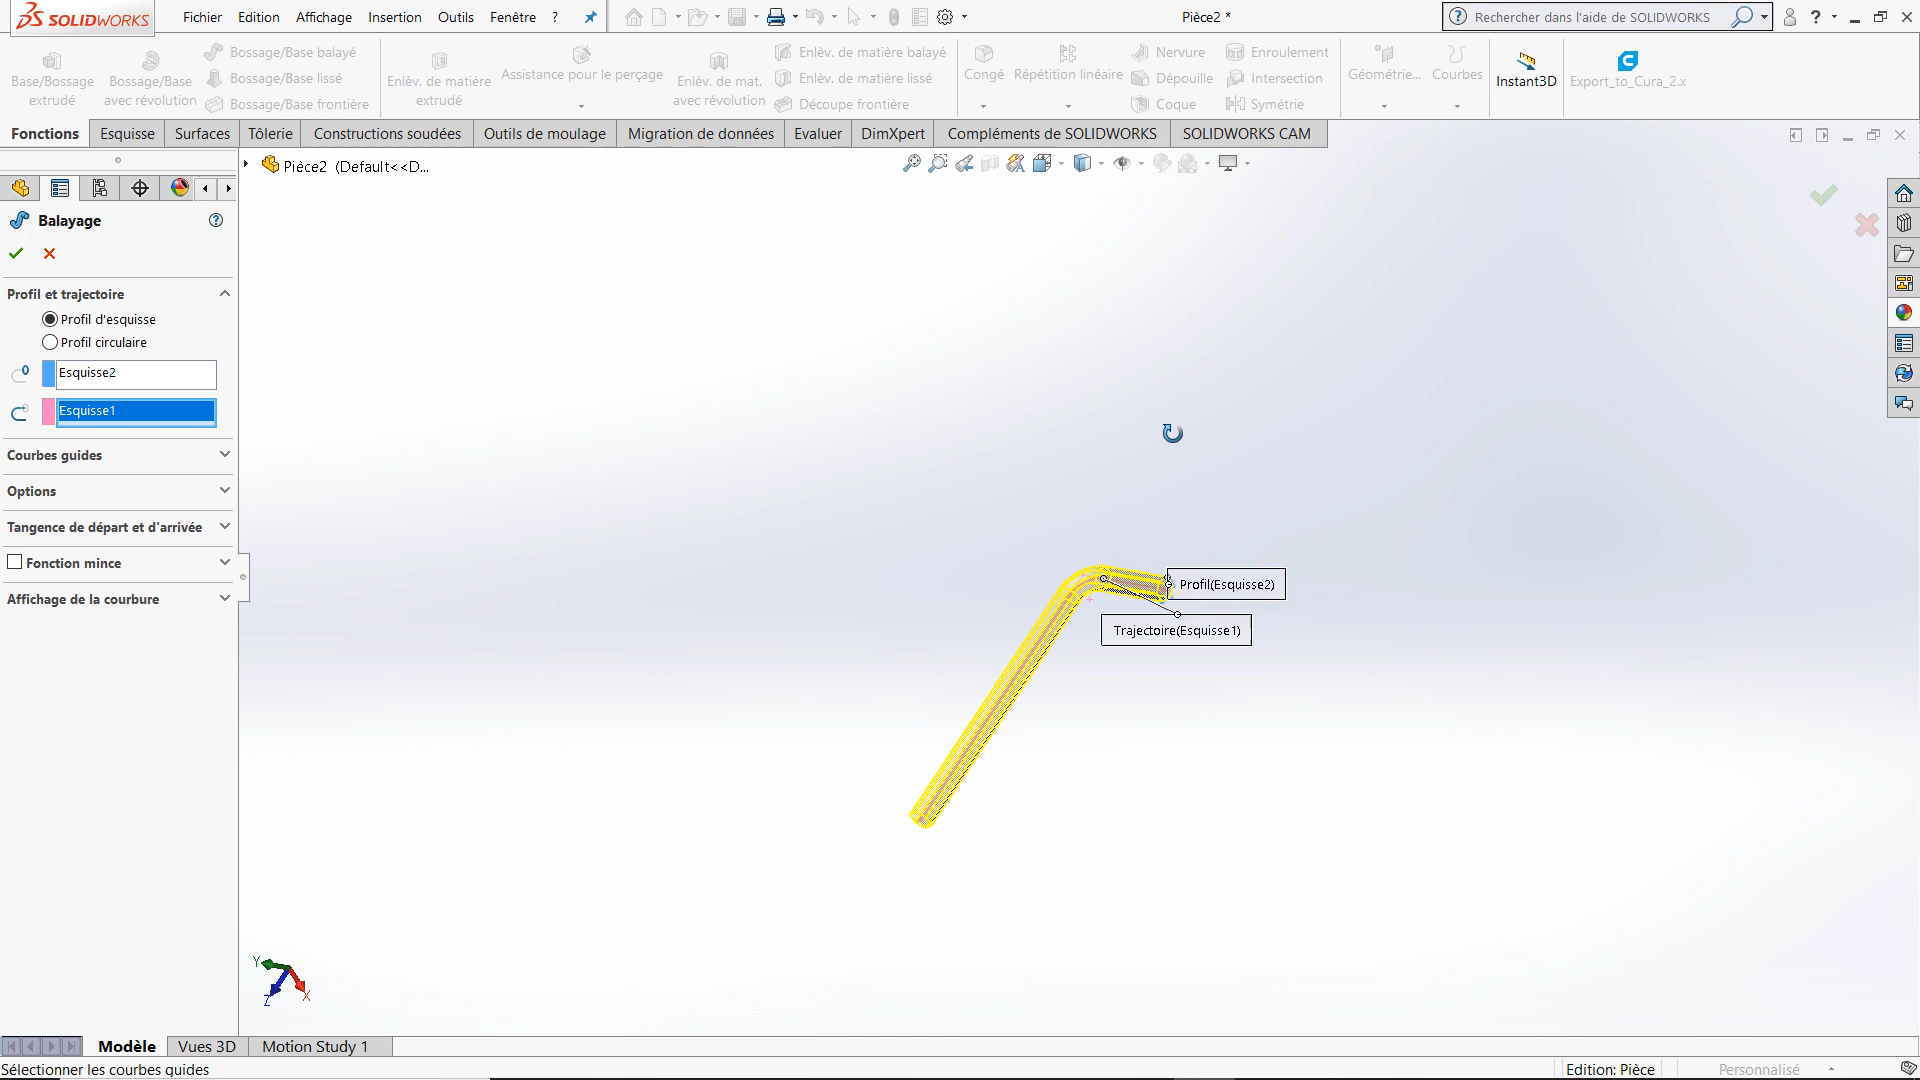 SOLIDWORKS
Fichier Edition Affichage Insertion Outils Fenêtre ?
Pièce2 *
Rechercher dans l'aide de SOLIDWORKS
?
Base/Bossage extrudé
Bossage/Base avec révolution
Bossage/Base balayé
Bossage/Base lissé
Bossage/Base frontière
Enlèv. de matière extrudé
Assistance pour le perçage
Enlèv. de mat. avec révolution
Enlèv. de matière balayé
Enlèv. de matière lissé
Découpe frontière
Congé
Répétition linéaire
Nervure
Dépouille
Coque
Enroulement
Intersection
Symétrie
Géométrie...
Courbes
Instant3D
Export_to_Cura_2.x
Fonctions Esquisse Surfaces Tôlerie Constructions soudées Outils de moulage Migration de données Evaluer DimXpert Compléments de SOLIDWORKS SOLIDWORKS CAM
Pièce2 (Default<<D...
Balayage
?
Profil et trajectoire
Profil d'esquisse
Profil circulaire
Esquisse2
Esquisse1
Courbes guides
Options
Tangence de départ et d'arrivée
Fonction mince
Affichage de la courbure
Profil(Esquisse2)
Trajectoire(Esquisse1)
Y
Z
X
Modèle Vues 3D Motion Study 1
Sélectionner les courbes guides
Edition: Pièce
Personnalisé